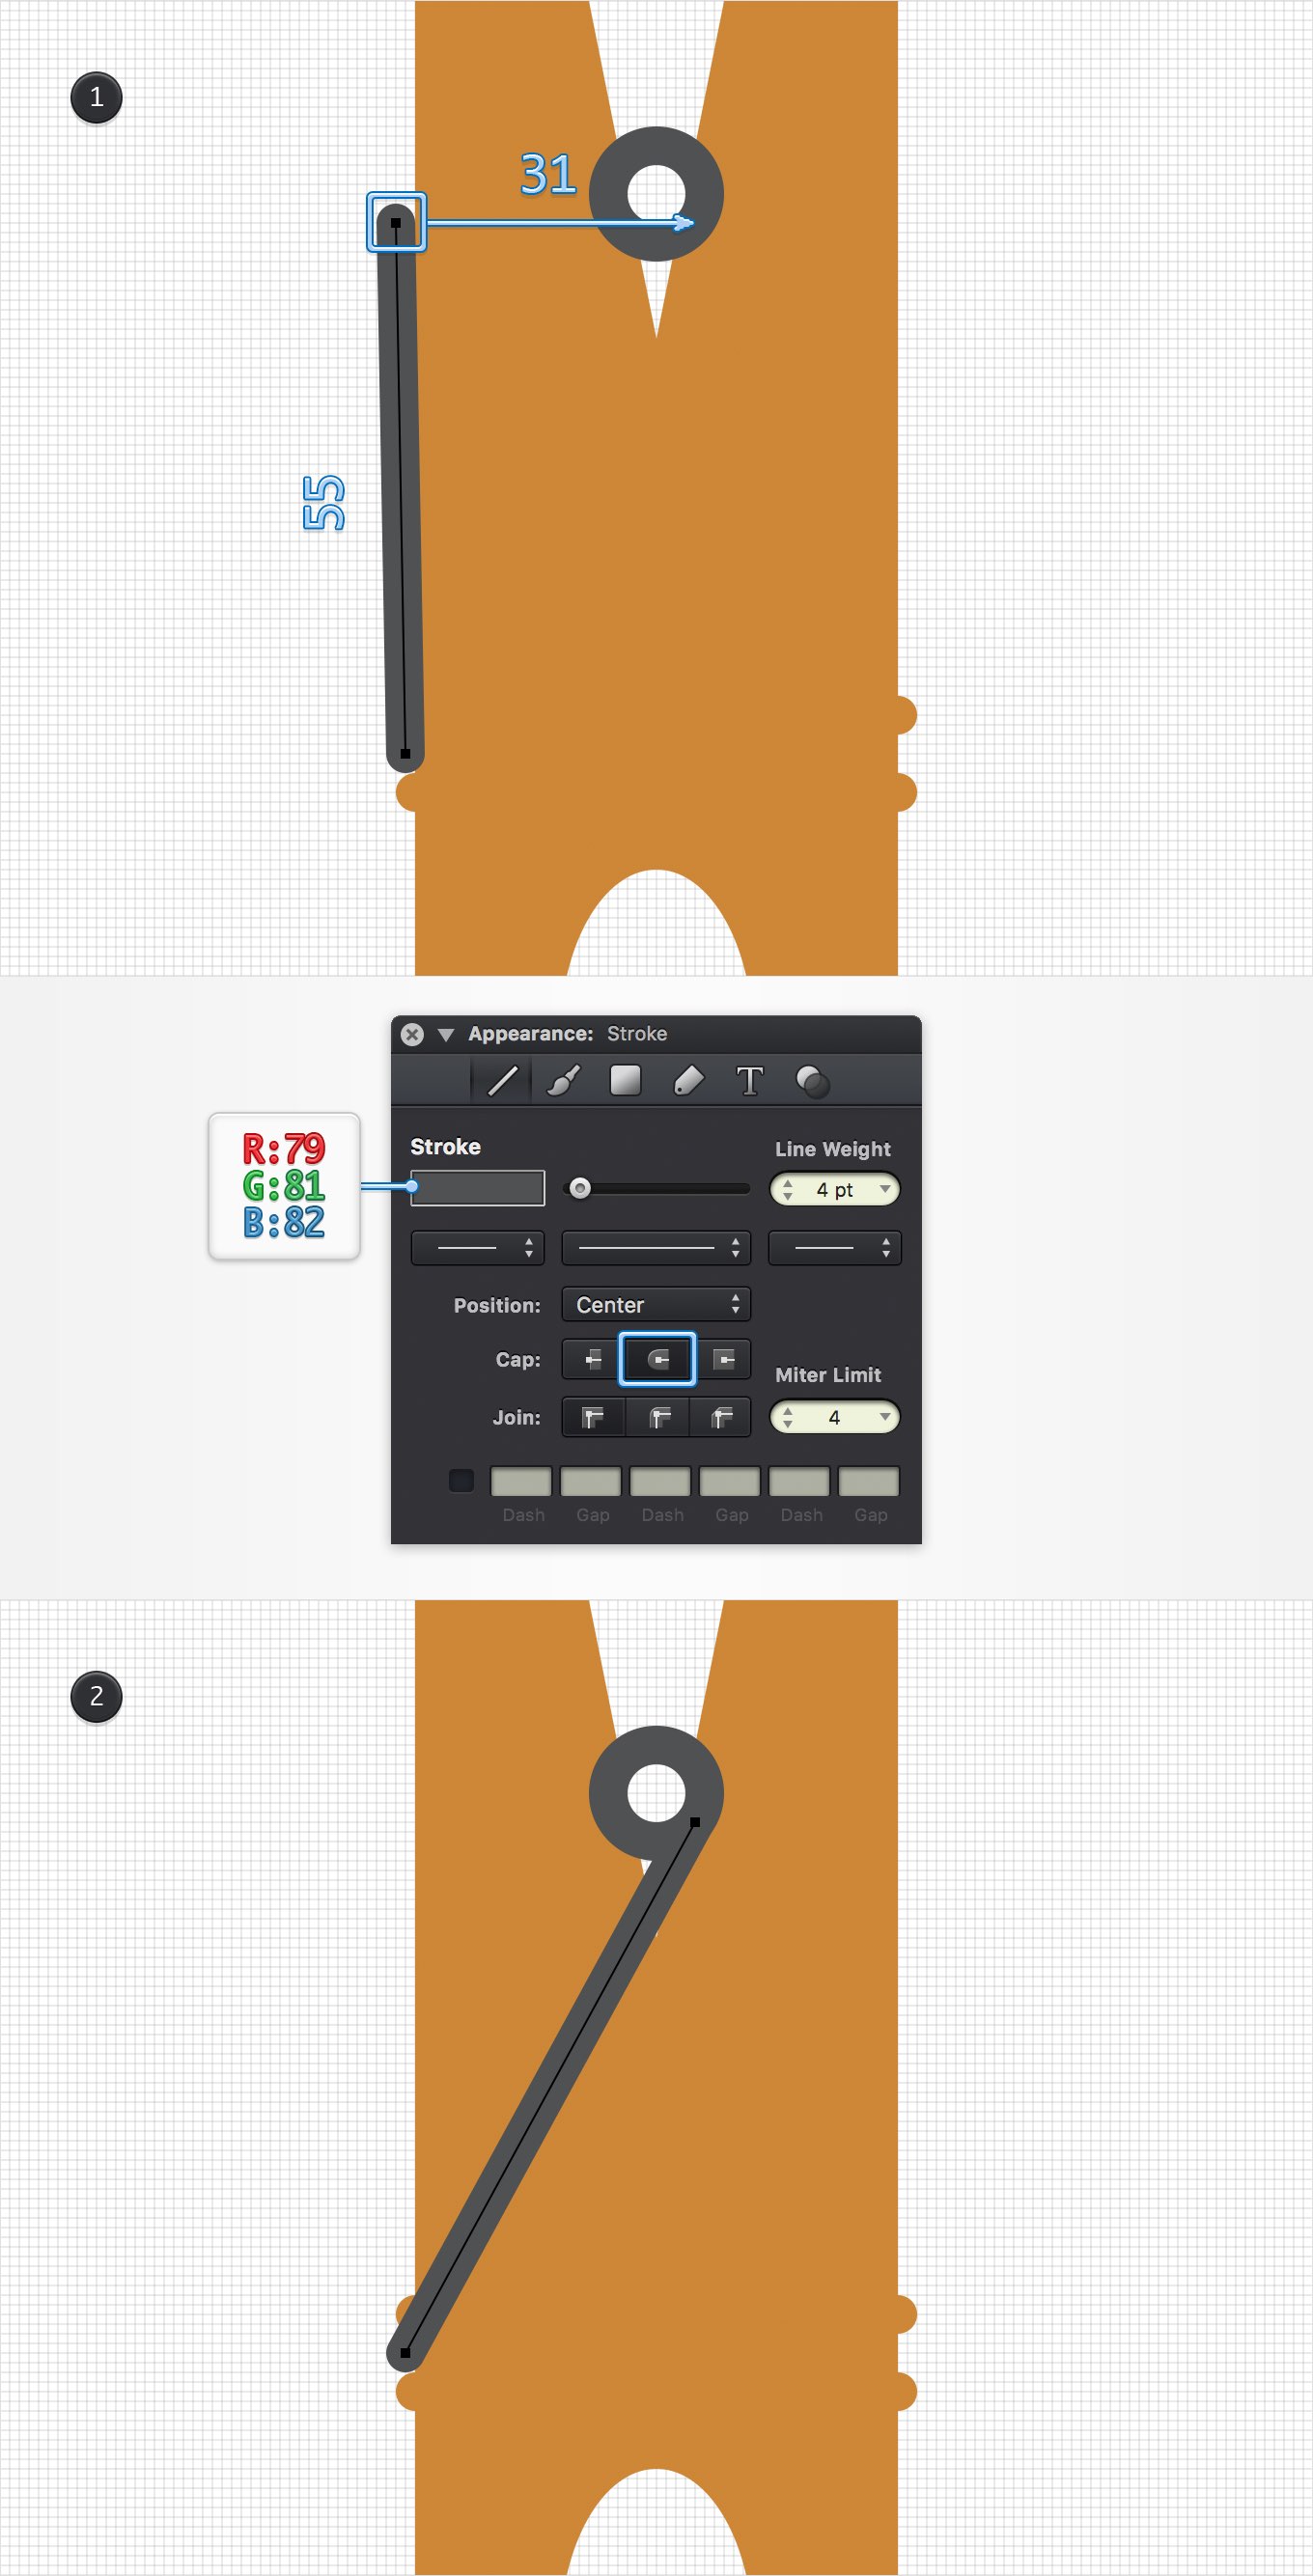 1
31
55
Appearance: Stroke
T
Stroke
Line Weight
R:79
G:81
B:82
4 pt
Position: Center
Cap:
Miter Limit
Join:
4
Dash Gap Dash Gap Dash Gap
2